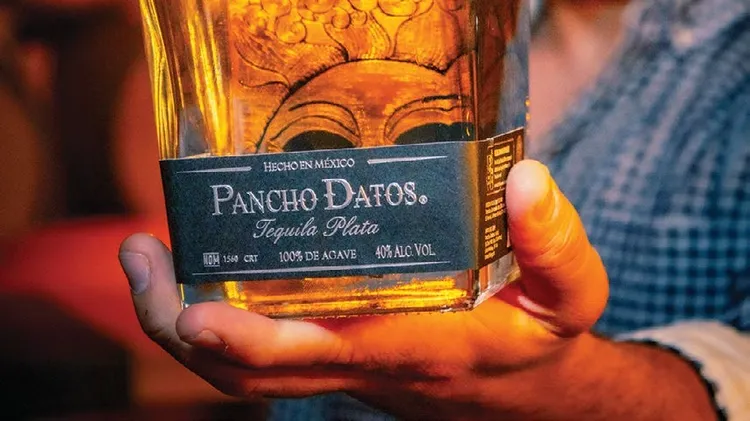 HECHO EN MÉXICO
PANCHO DATOS®
Tequila Plata
NOM 1560 CRT 100% DE AGAVE 40% ALC. VOL.